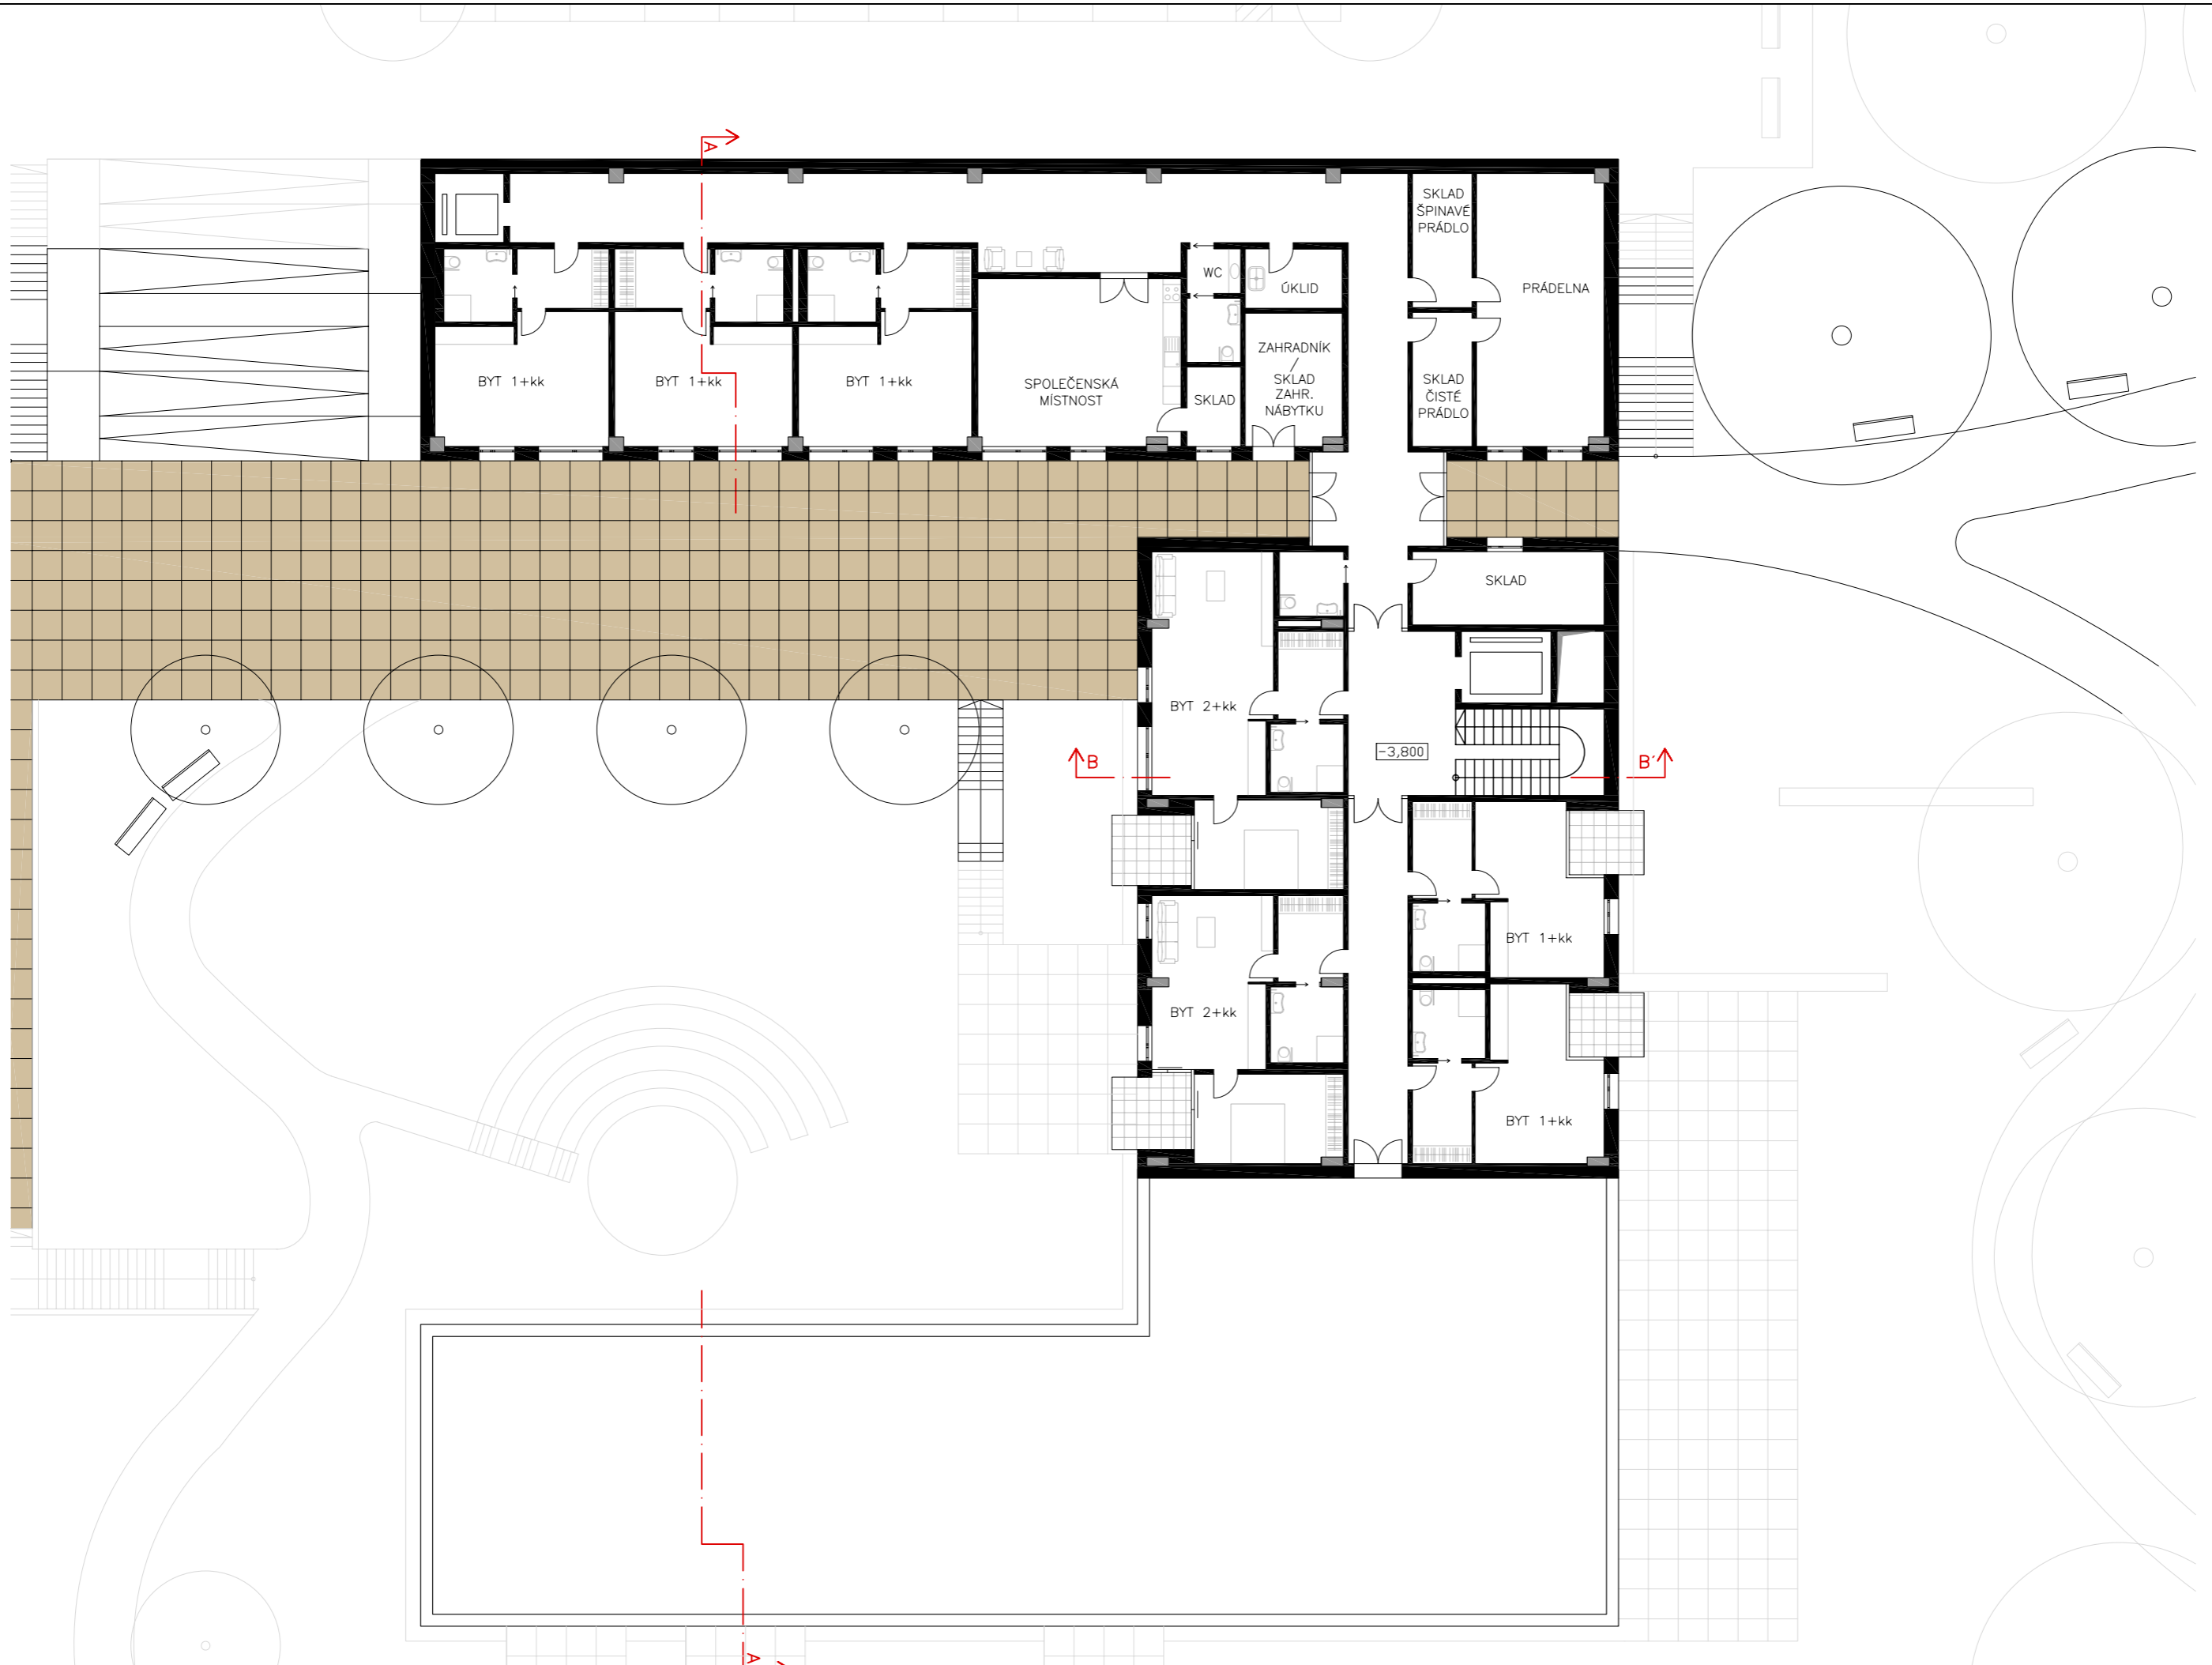 A
SKLAD
ŠPINAVÉ
PRÁDLO
PRÁDELNA
WC
ÚKLID
ZAHRADNÍK
/
SKLAD
ZAHR.
NÁBYTKU
SKLAD
ČISTÉ
PRÁDLO
BYT 1+kk
BYT 1+kk
BYT 1+kk
SPOLEČENSKÁ
MÍSTNOST
SKLAD
SKLAD
BYT 2+kk
-3,800
B
B'
BYT 1+kk
BYT 2+kk
BYT 1+kk
A